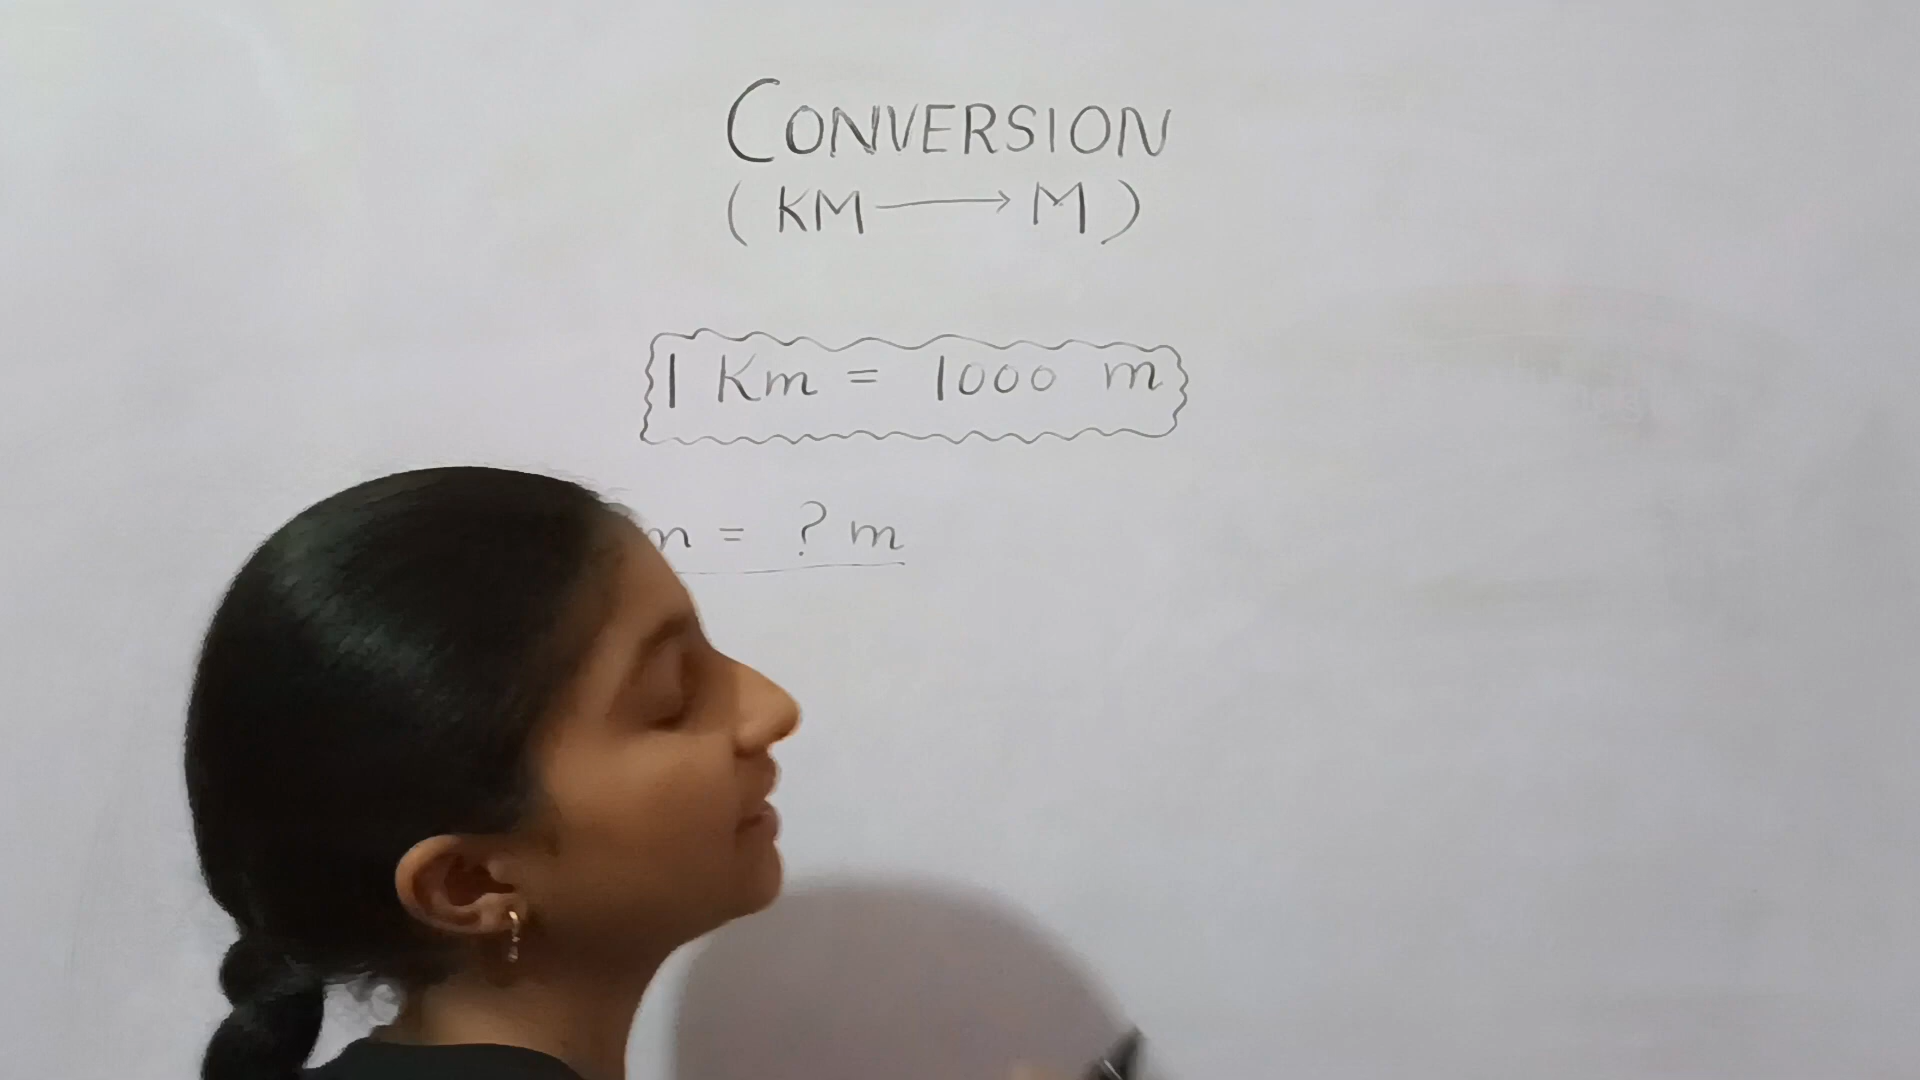 CONVERSION
( KM → M )
1 Km = 1000 m
m = ? m